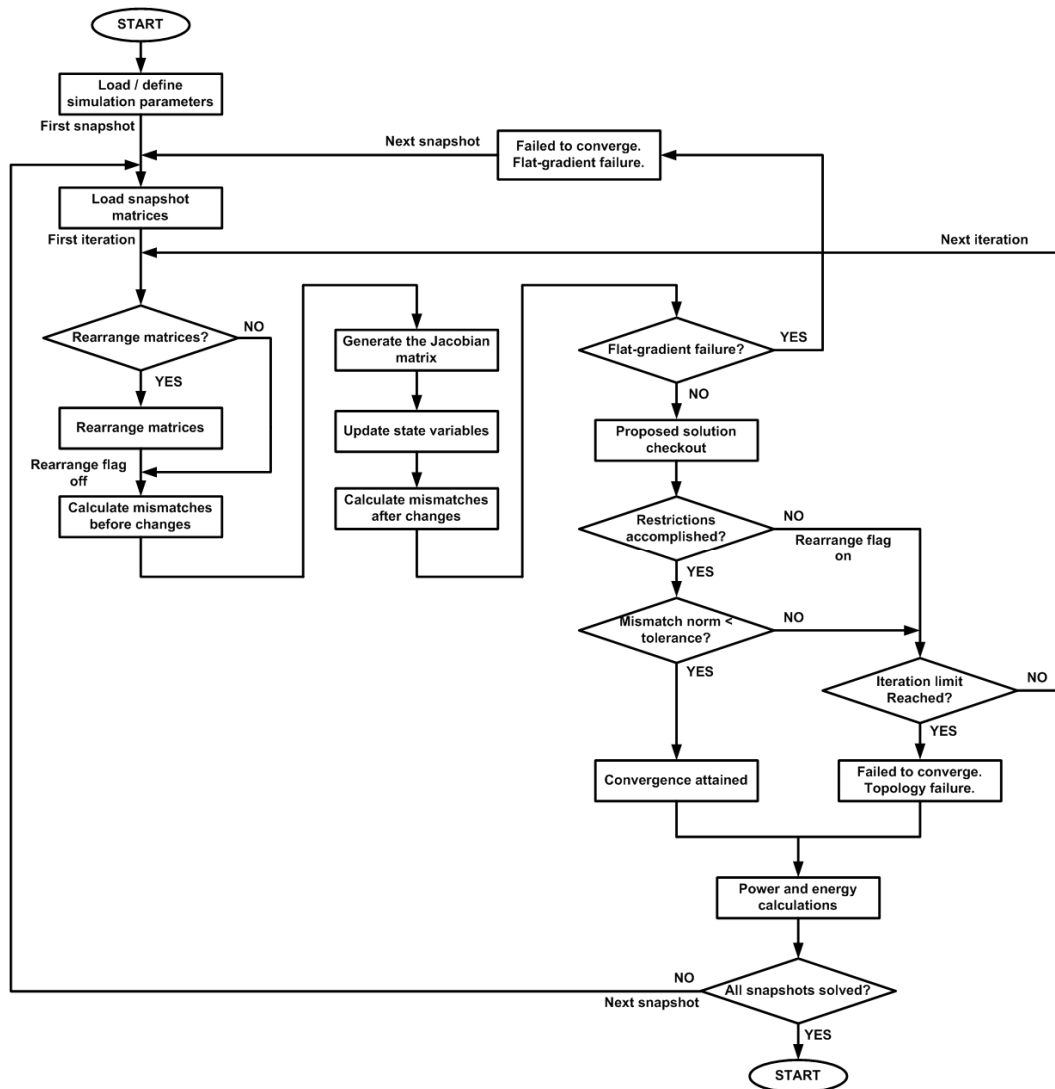 START
Load / define
simulation parameters
First snapshot
Next snapshot
Failed to converge.
Flat-gradient failure.
Load snapshot
matrices
First iteration
Next iteration
Rearrange matrices?
NO
YES
Rearrange matrices
Rearrange flag
off
Calculate mismatches
before changes
Generate the Jacobian
matrix
Update state variables
Calculate mismatches
after changes
Flat-gradient failure?
YES
NO
Proposed solution
checkout
Restrictions
accomplished?
NO
Rearrange flag
on
YES
Mismatch norm <
tolerance?
NO
YES
Iteration limit
Reached?
NO
YES
Convergence attained
Failed to converge.
Topology failure.
Power and energy
calculations
All snapshots solved?
NO
Next snapshot
YES
START